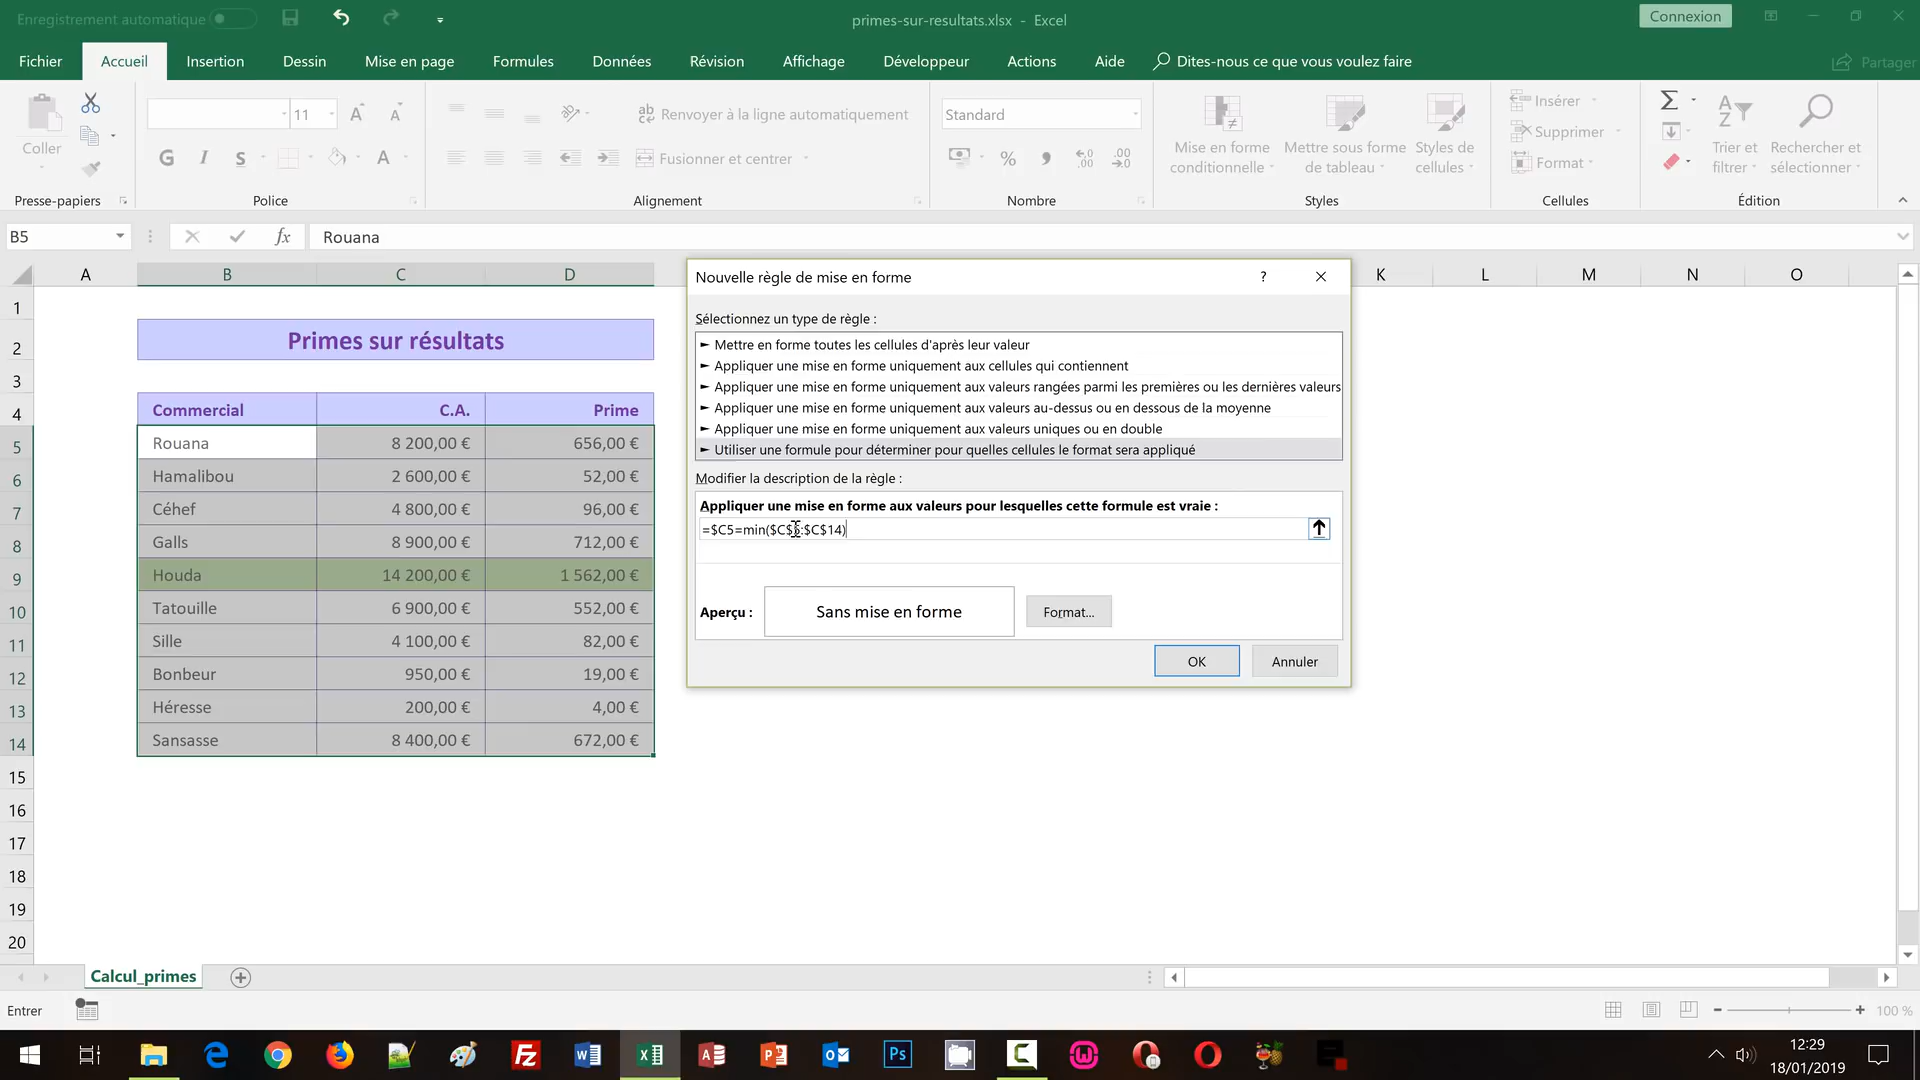 Enregistrement automatique
primes-sur-resultats.xlsx - Excel
Connexion
Fichier Accueil Insertion Dessin Mise en page Formules Données Révision Affichage Développeur Actions Aide Dites-nous ce que vous voulez faire Partager
Coller
Presse-papiers
11
G I S
Police
Renvoyer à la ligne automatiquement
Fusionner et centrer
Alignement
Standard
%
Nombre
Mise en forme conditionnelle
Mettre sous forme de tableau
Styles de cellules
Styles
Insérer
Supprimer
Format
Cellules
Trier et filtrer
Rechercher et sélectionner
Édition
B5 fx Rouana
A B C D K L M N O
1
2 Primes sur résultats
3
4 Commercial C.A. Prime
5 Rouana 8 200,00 € 656,00 €
6 Hamalibou 2 600,00 € 52,00 €
7 Céhef 4 800,00 € 96,00 €
8 Galls 8 900,00 € 712,00 €
9 Houda 14 200,00 € 1 562,00 €
10 Tatouille 6 900,00 € 552,00 €
11 Sille 4 100,00 € 82,00 €
12 Bonbeur 950,00 € 19,00 €
13 Héresse 200,00 € 4,00 €
14 Sansasse 8 400,00 € 672,00 €
15
16
17
18
19
20
Nouvelle règle de mise en forme
?
Sélectionnez un type de règle :
► Mettre en forme toutes les cellules d'après leur valeur
► Appliquer une mise en forme uniquement aux cellules qui contiennent
► Appliquer une mise en forme uniquement aux valeurs rangées parmi les premières ou les dernières valeurs
► Appliquer une mise en forme uniquement aux valeurs au-dessus ou en dessous de la moyenne
► Appliquer une mise en forme uniquement aux valeurs uniques ou en double
► Utiliser une formule pour déterminer pour quelles cellules le format sera appliqué
Modifier la description de la règle :
Appliquer une mise en forme aux valeurs pour lesquelles cette formule est vraie :
=$C5=min($C$5:$C$14)
Aperçu :
Sans mise en forme
Format...
OK
Annuler
Calcul_primes
Entrer
100 %
12:29
18/01/2019